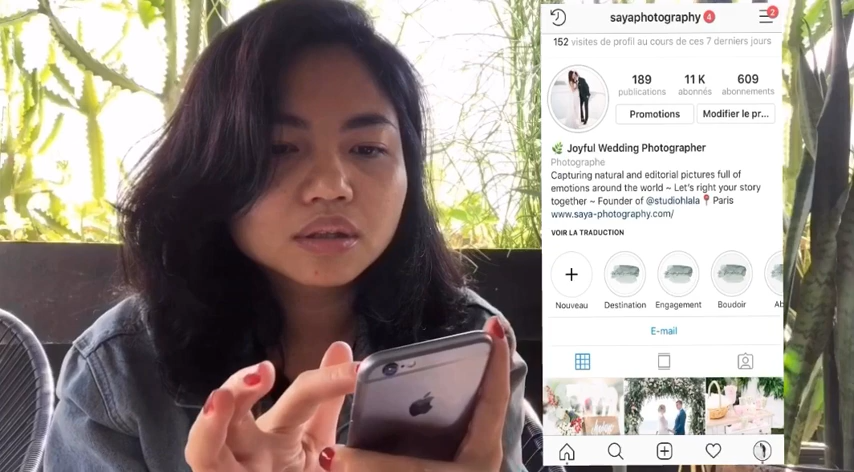 sayaphotography 4
2
152 visites de profil au cours de ces 7 derniers jours
189 11 K 609
publications abonnés abonnements
Promotions Modifier le pr...
🌿 Joyful Wedding Photographer
Photographe
Capturing natural and editorial pictures full of
emotions around the world ~ Let's right your story
together ~ Founder of @studiohlala 📍 Paris
www.saya-photography.com/
VOIR LA TRADUCTION
Nouveau Destination Engagement Boudoir Ab
E-mail